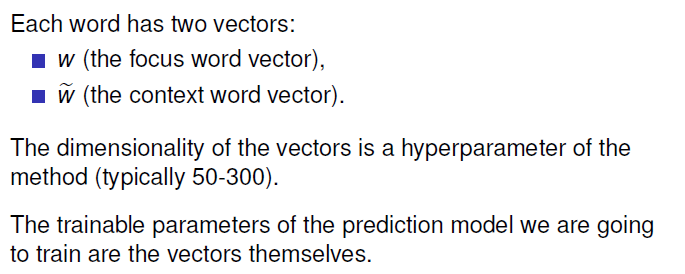 Each word has two vectors:
■ w (the focus word vector),
■ w̃ (the context word vector).
The dimensionality of the vectors is a hyperparameter of the
method (typically 50-300).
The trainable parameters of the prediction model we are going
to train are the vectors themselves.